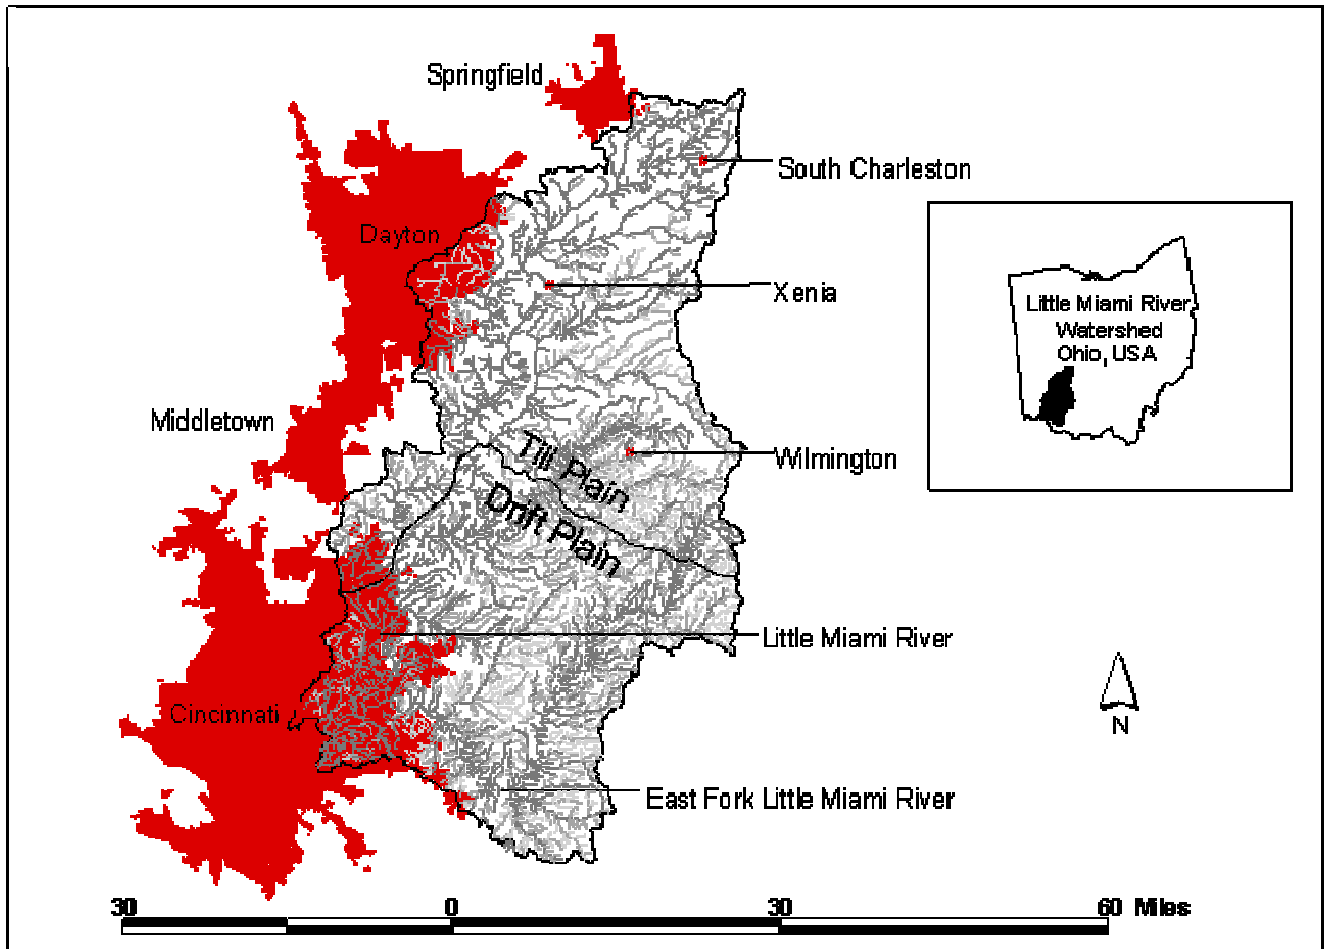 Springfield
South Charleston
Dayton
Xenia
Little Miami River
Watershed
Ohio, USA
Middletown
Wilmington
Till Plain
Drift Plain
Little Miami River
Cincinnati
N
East Fork Little Miami River
30 0 30 60 Miles